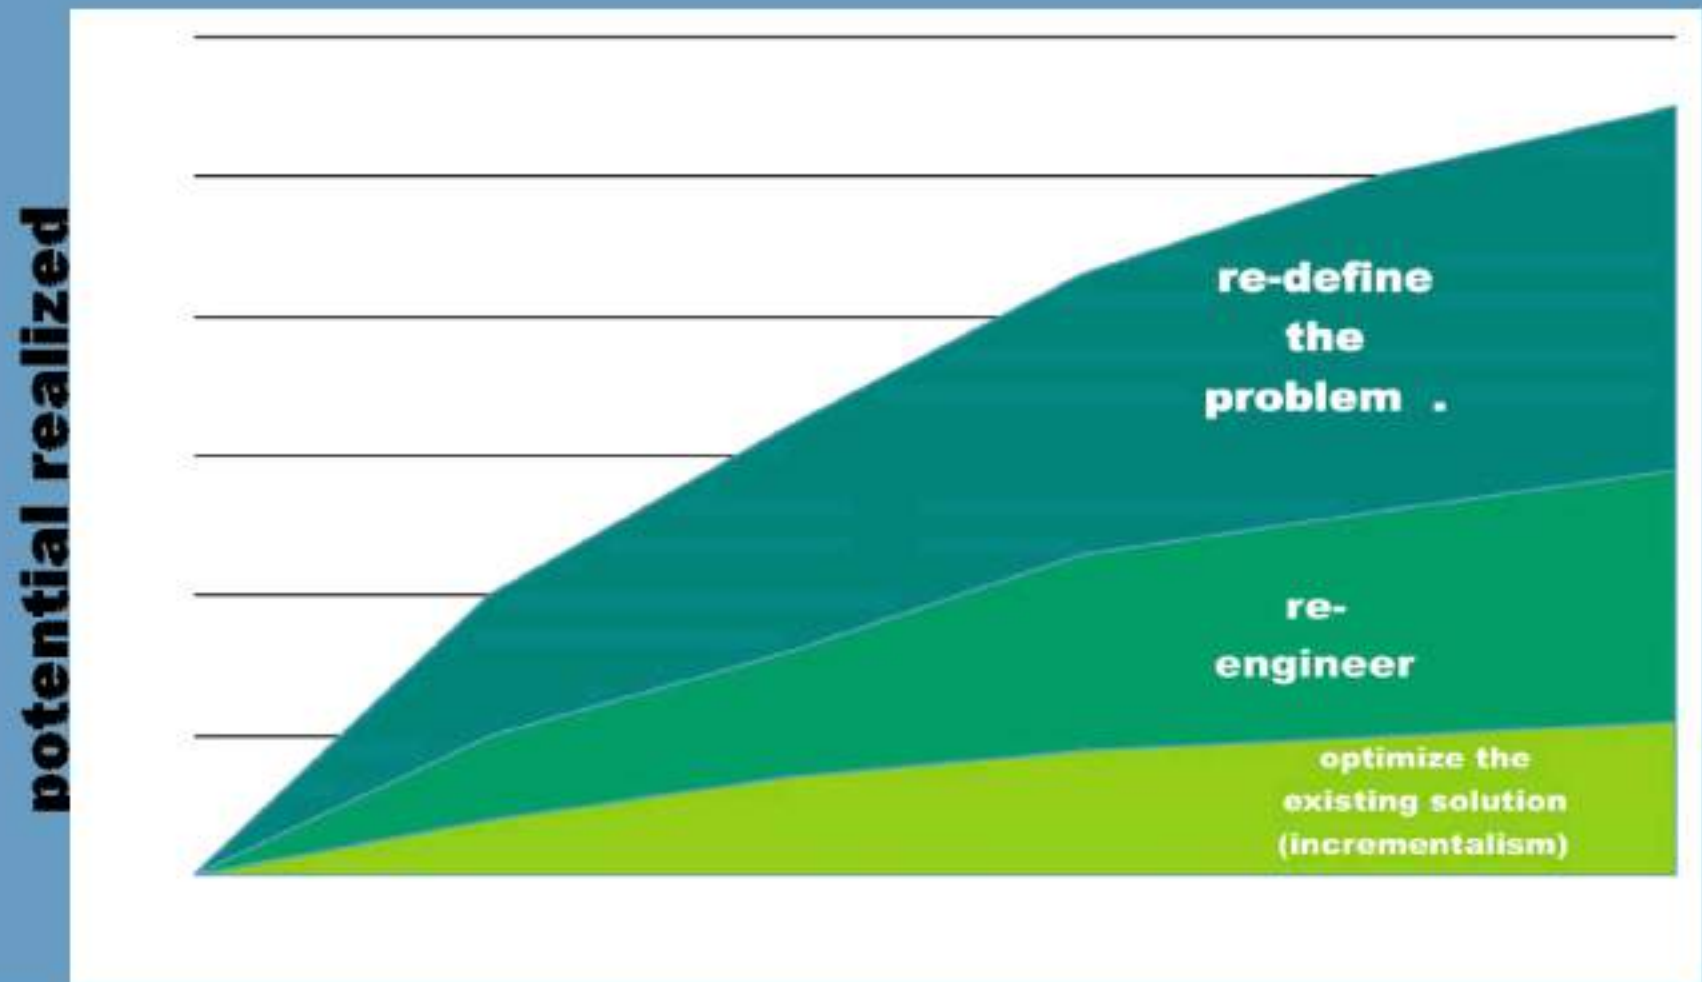 potential realized
re-define
the
problem .
re-
engineer
optimize the
existing solution
(incrementalism)